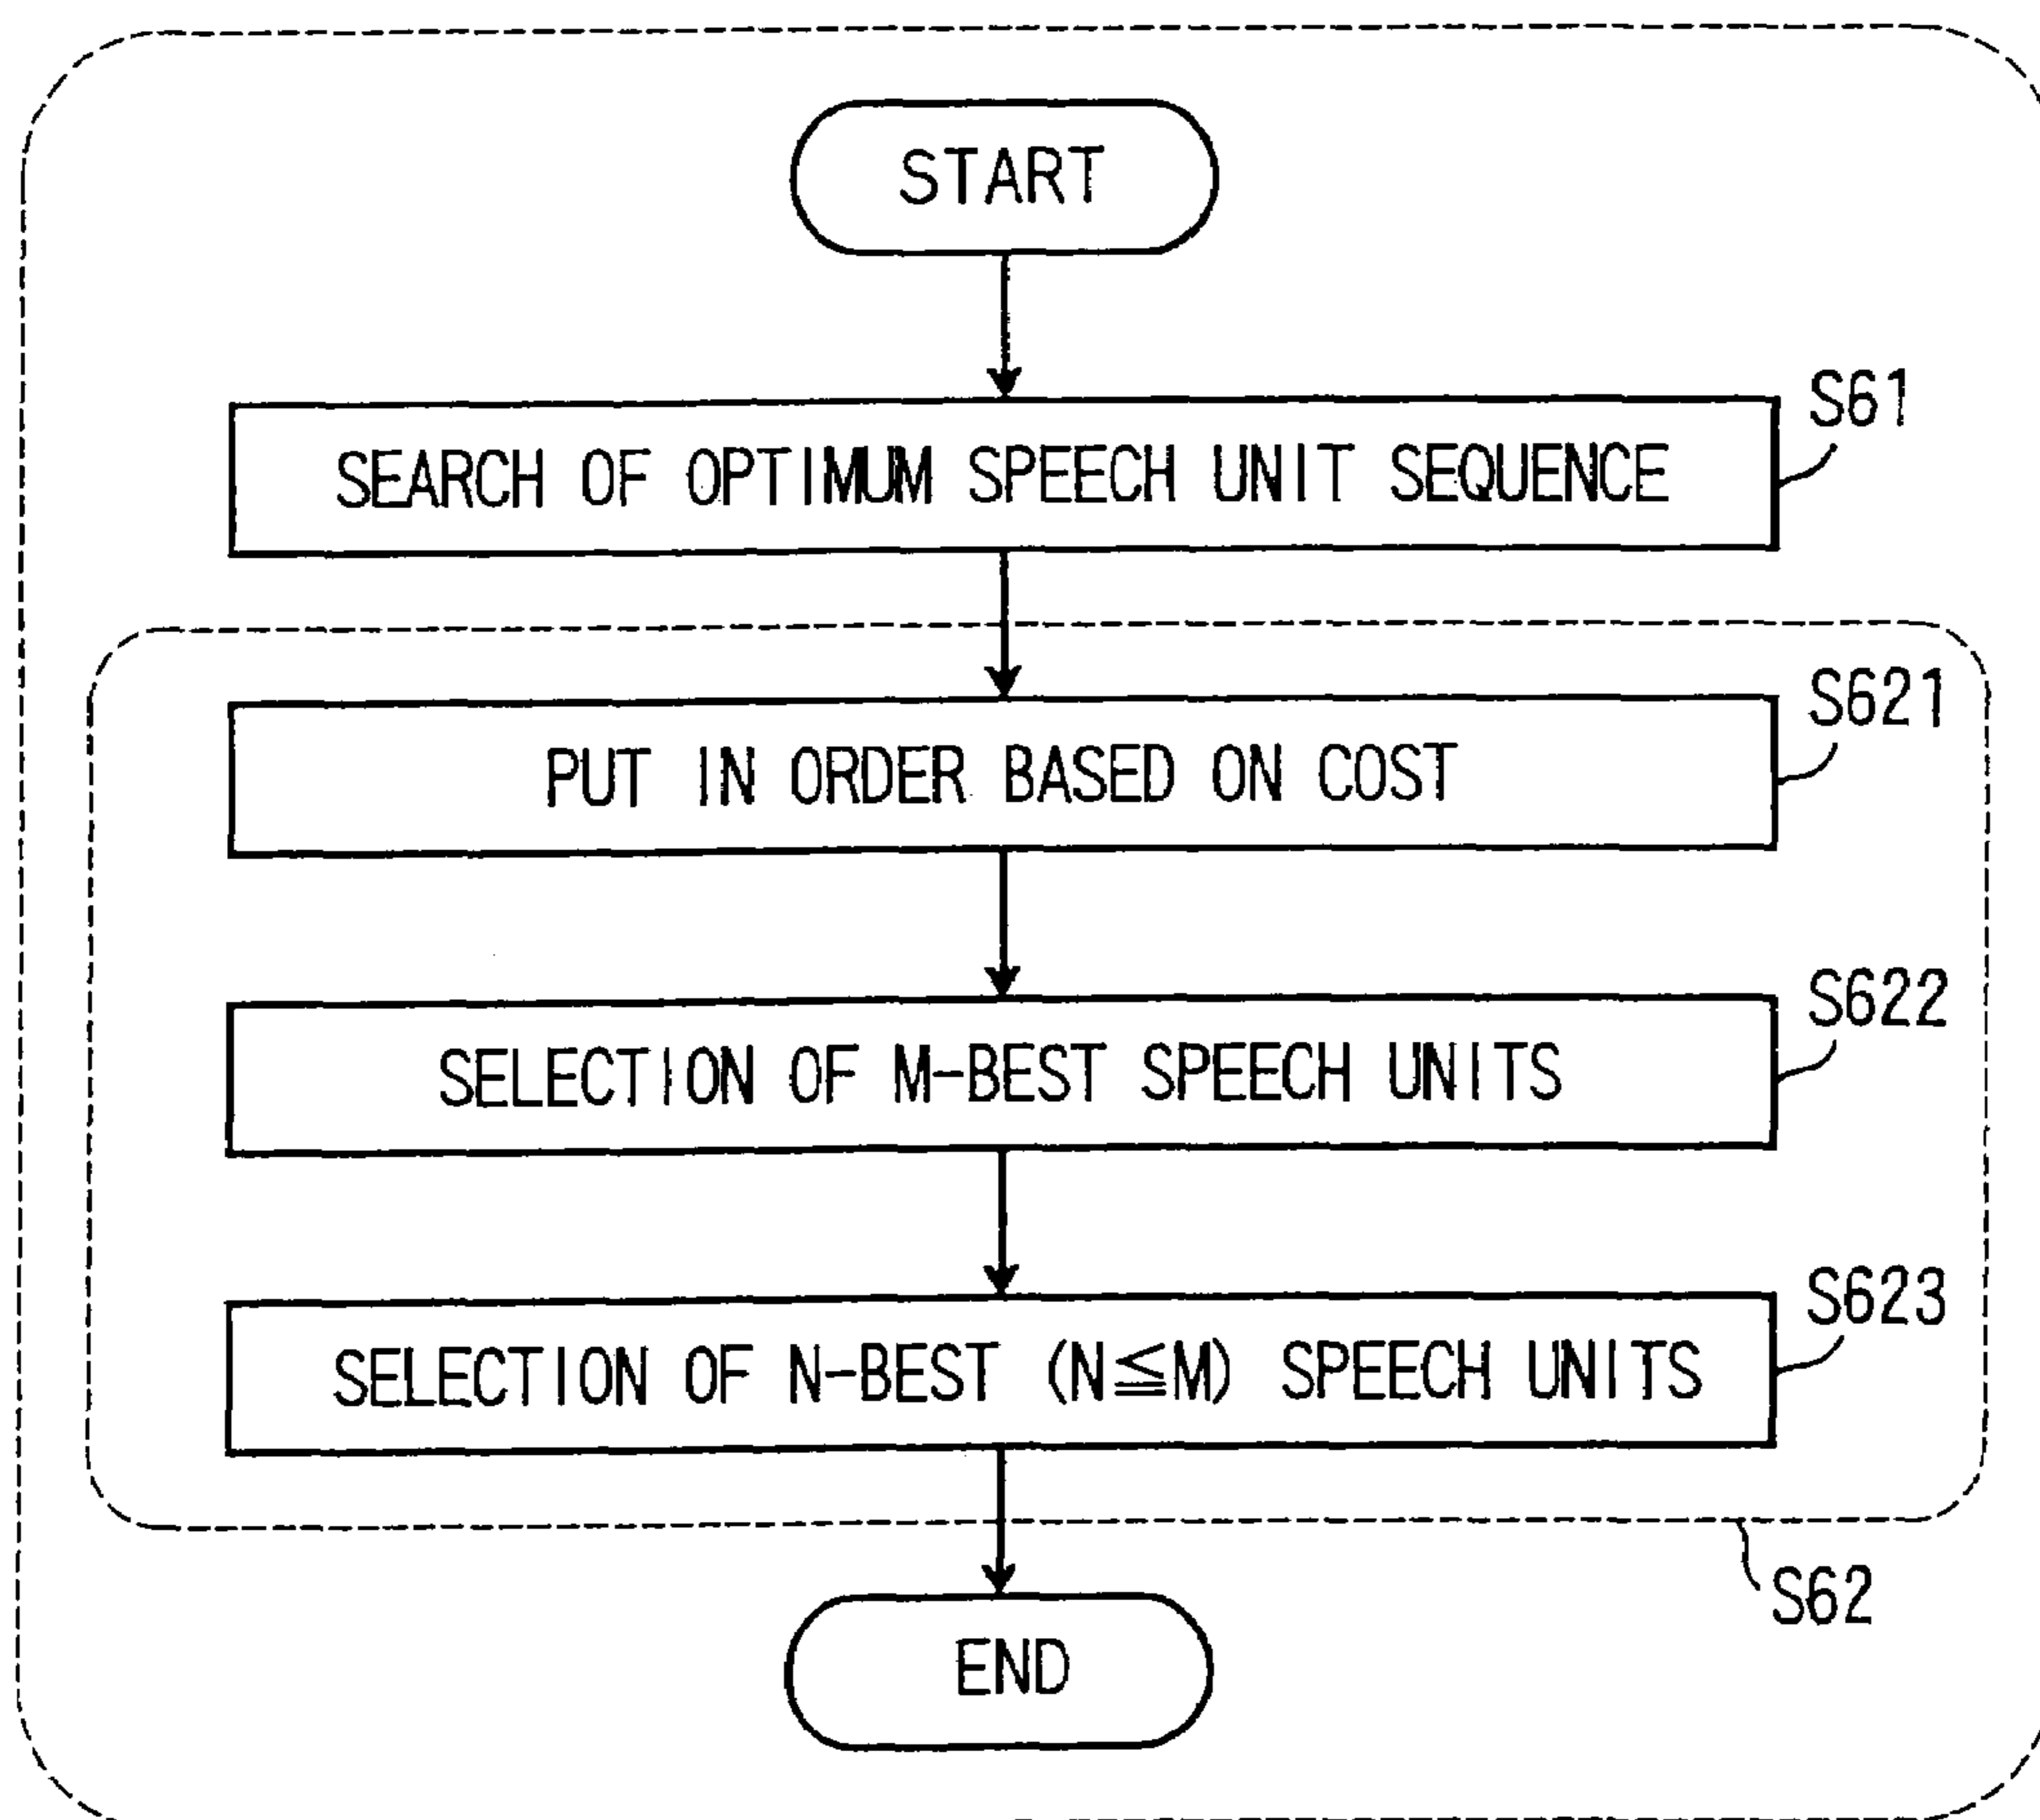 START
S61
SEARCH OF OPTIMUM SPEECH UNIT SEQUENCE
S621
PUT IN ORDER BASED ON COST
S622
SELECTION OF M-BEST SPEECH UNITS
S623
SELECTION OF N-BEST (N≦M) SPEECH UNITS
S62
END